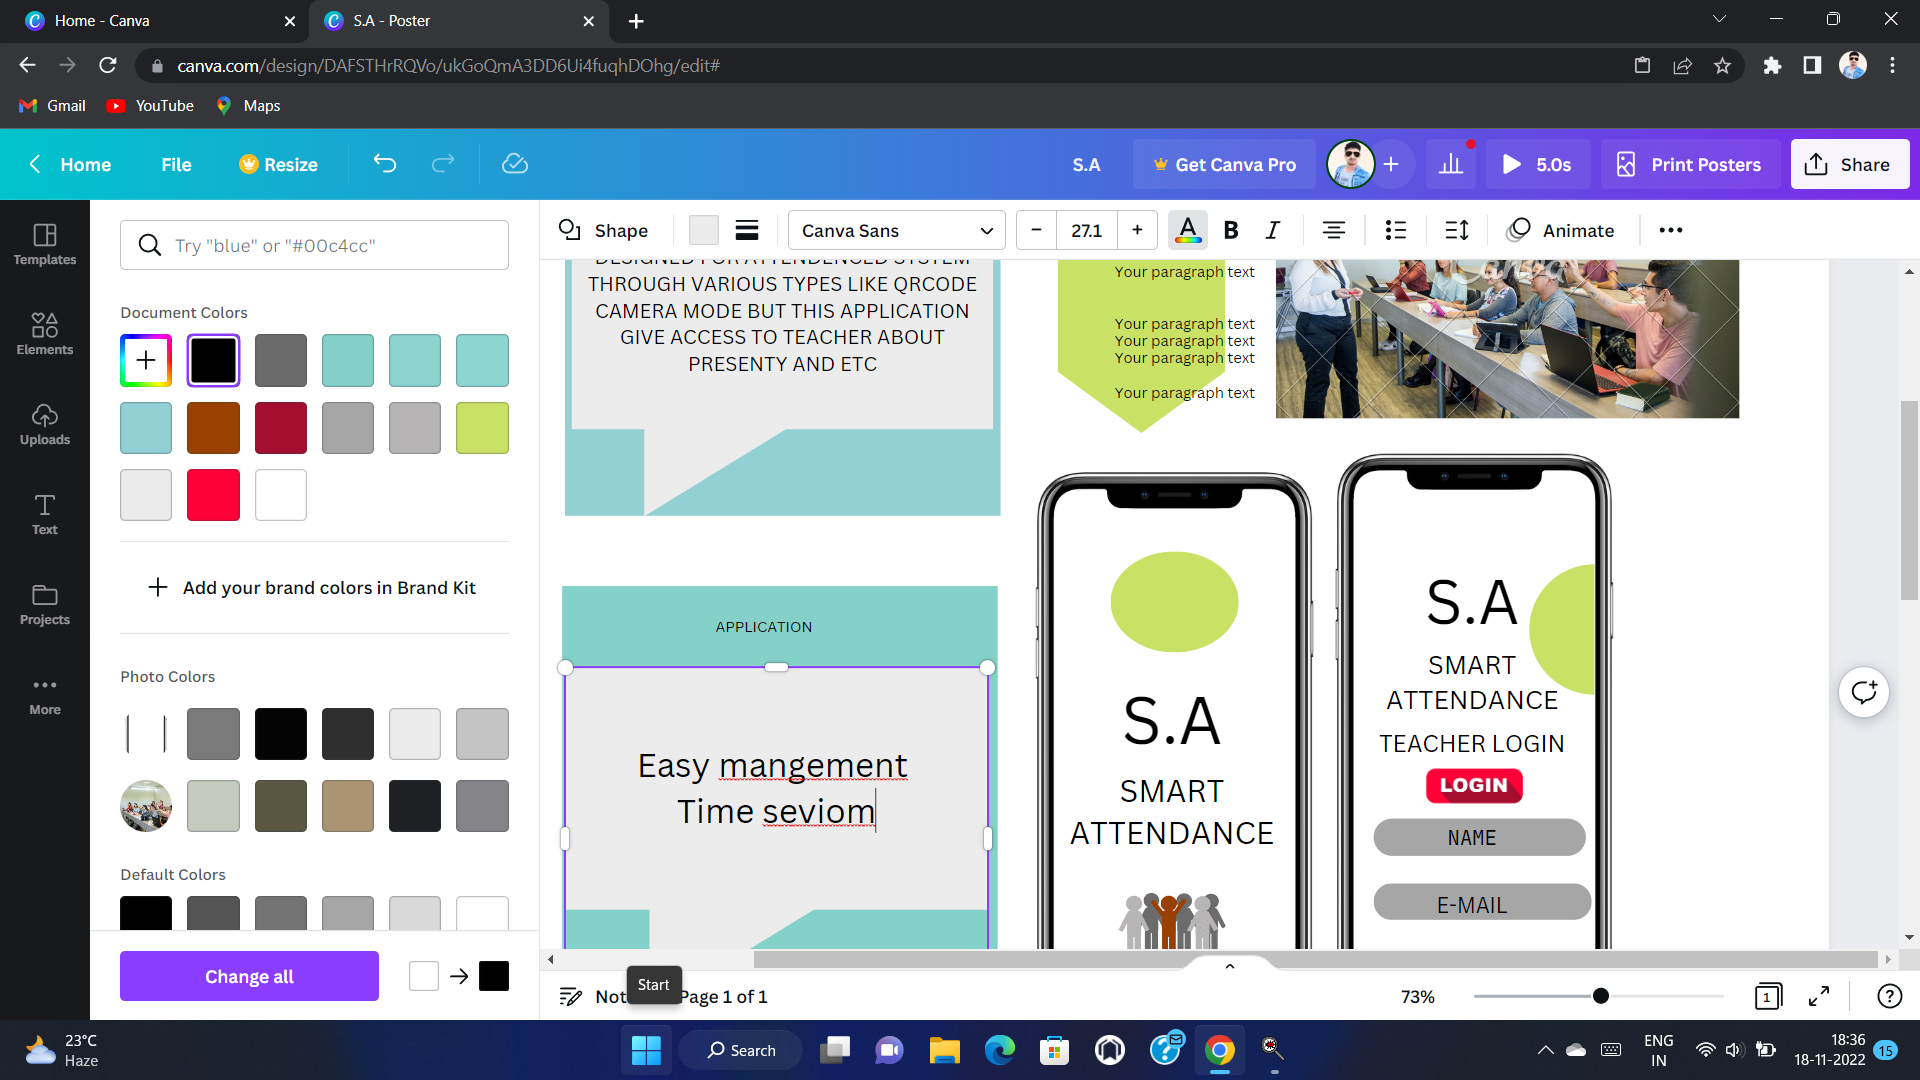 Home - Canva
S.A - Poster
canva.com/design/DAFSTHrRQVo/ukGoQmA3DD6Ui4fuqhDOhg/edit#
Gmail
YouTube
Maps
Home
File
Resize
S.A
Get Canva Pro
5.0s
Print Posters
Share
Templates
Elements
Uploads
Text
Projects
More
Try "blue" or "#00c4cc"
Document Colors
Add your brand colors in Brand Kit
Photo Colors
Default Colors
Change all
Shape
Canva Sans
27.1
A
B
I
Animate
DESIGNED FOR ATTENDENCED SYSTEM
THROUGH VARIOUS TYPES LIKE QRCODE
CAMERA MODE BUT THIS APPLICATION
GIVE ACCESS TO TEACHER ABOUT
PRESENTY AND ETC
Your paragraph text
Your paragraph text
Your paragraph text
Your paragraph text
Your paragraph text
APPLICATION
Easy mangement
Time seviom
S.A
SMART
ATTENDANCE
S.A
SMART
ATTENDANCE
TEACHER LOGIN
LOGIN
NAME
E-MAIL
Start
Not
Page 1 of 1
73%
1
23°C
Haze
Search
ENG
IN
18:36
18-11-2022
15